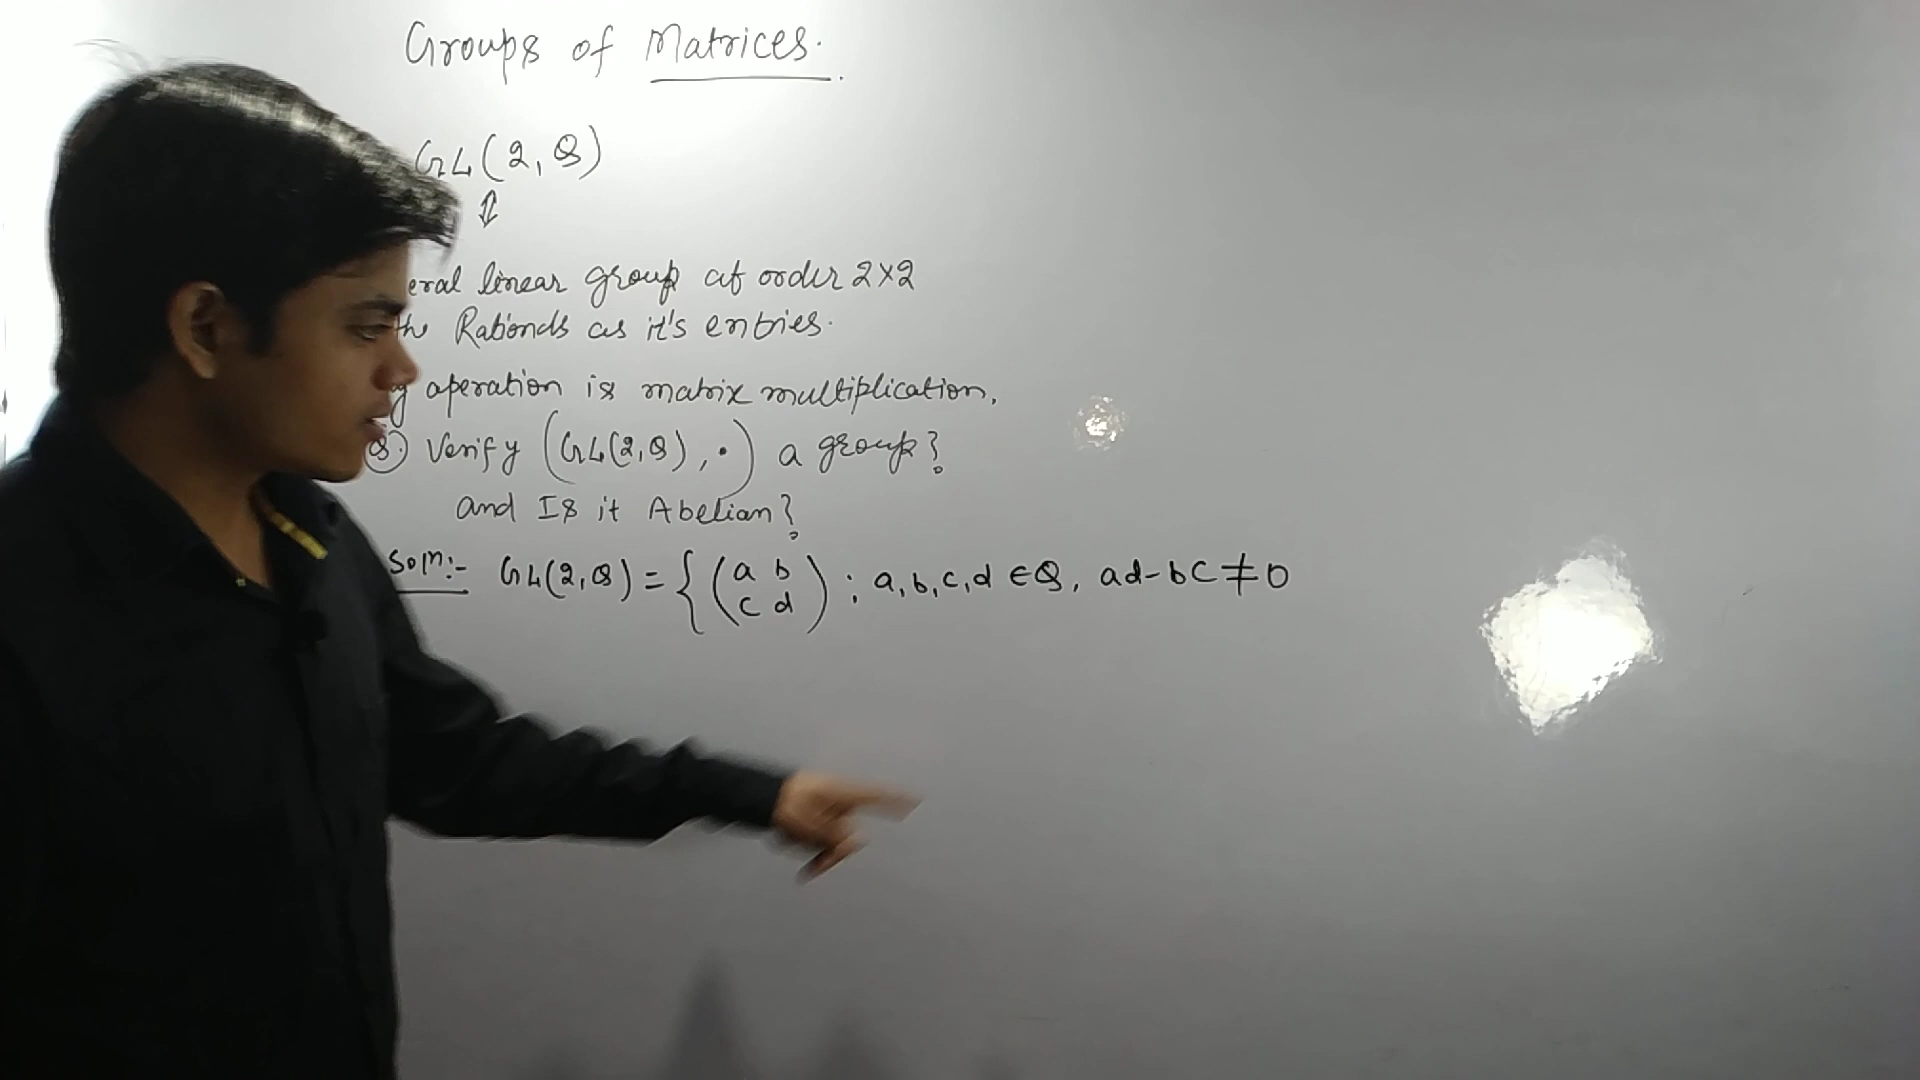 Groups of Matrices.
GL(2, Q)
⇕
eral linear group of order 2×2
the Rationals as it's entries.
g operation is matrix multiplication.
Q. Verify (GL(2,Q), •) a group?
and Is it Abelian?
Soln:- GL(2,Q) = { (a b
c d) ; a,b,c,d ∈ Q, ad-bc ≠ 0